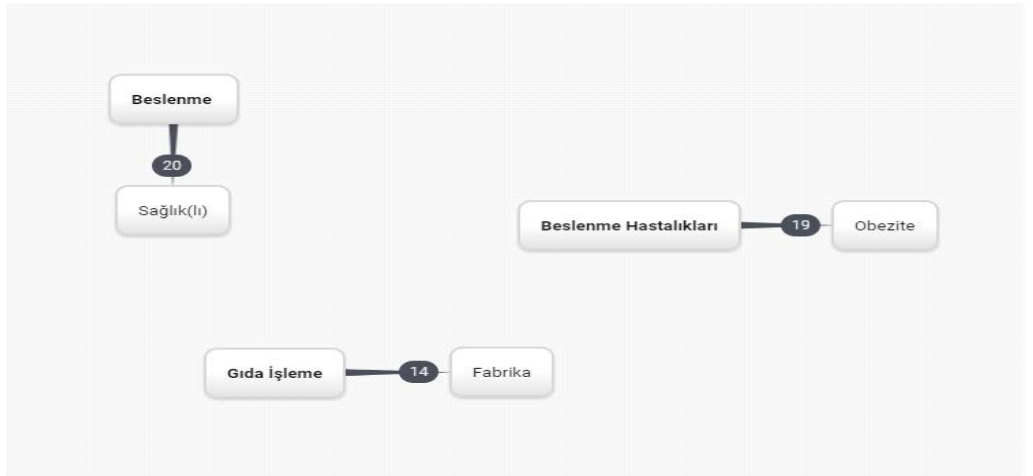 Beslenme
20
Sağlık(lı)
Beslenme Hastalıkları 19 Obezite
Gıda İşleme 14 Fabrika